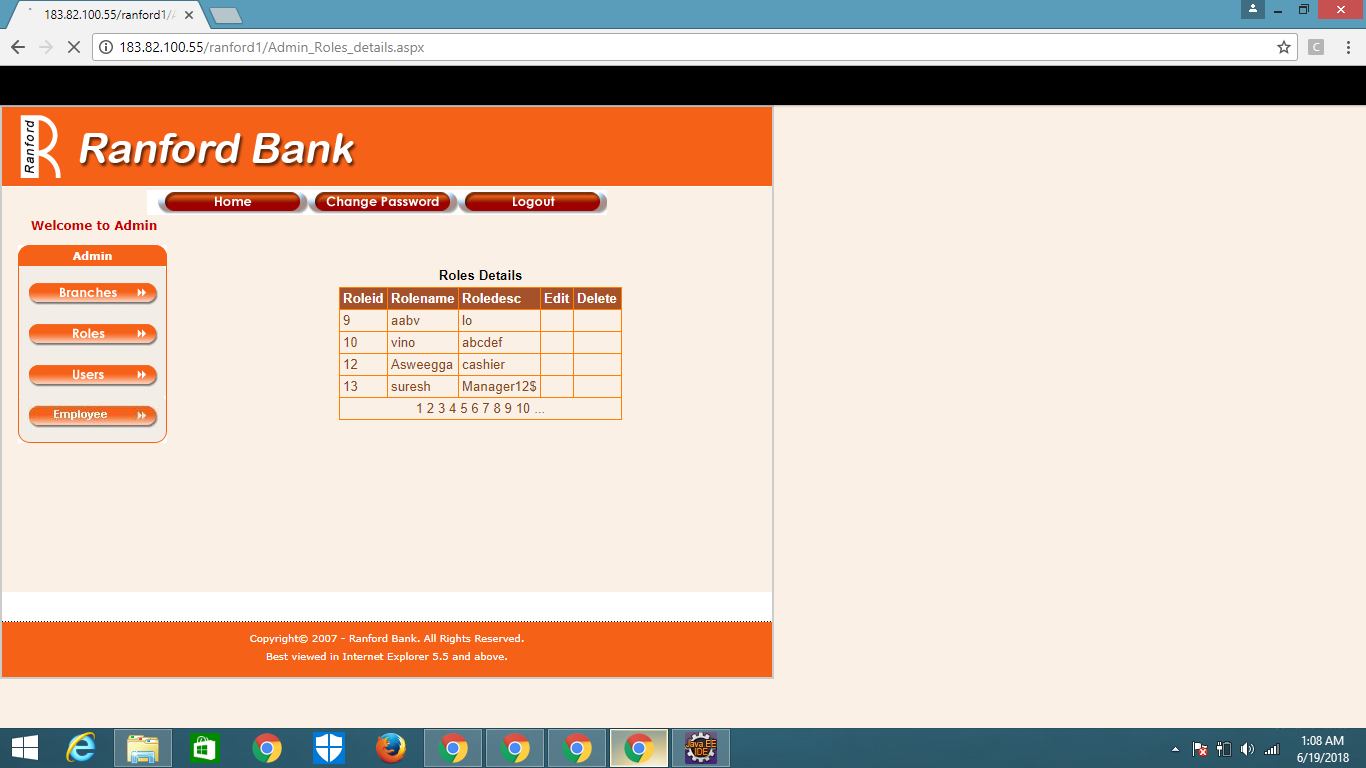 183.82.100.55/ranford1/A
183.82.100.55/ranford1/Admin_Roles_details.aspx
C
Ranford
Ranford Bank
Home Change Password Logout
Welcome to Admin
Admin
Branches
Roles
Users
Employee
Roles Details
Roleid Rolename Roledesc Edit Delete
9 aabv lo
10 vino abcdef
12 Asweegga cashier
13 suresh Manager12$
1 2 3 4 5 6 7 8 9 10 ...
Copyright© 2007 - Ranford Bank. All Rights Reserved.
Best viewed in Internet Explorer 5.5 and above.
Java EE
IDE
1:08 AM
6/19/2018